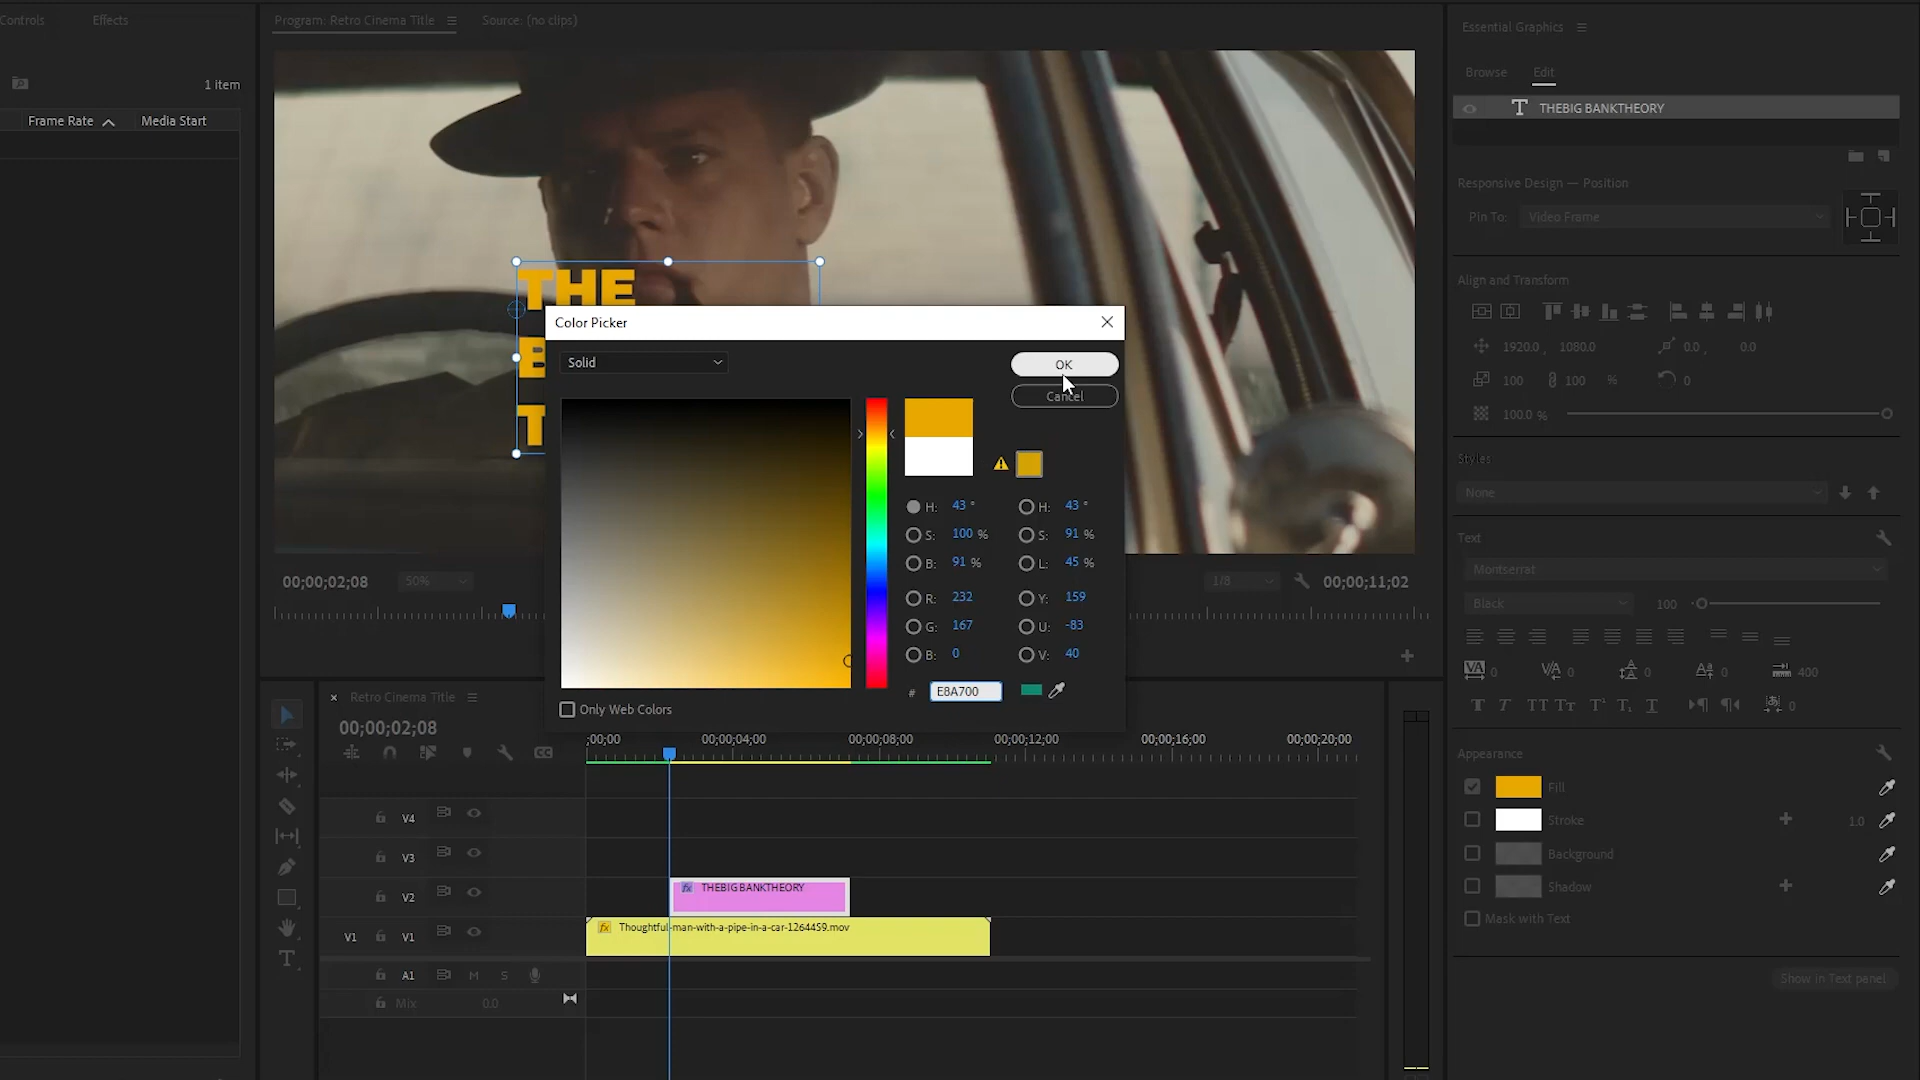 Controls
Effects
Program: Retro Cinema Title
Source: (no clips)
Essential Graphics
1 item
Browse
Edit
Frame Rate
Media Start
THEBIG BANKTHEORY
Responsive Design — Position
Pin To:
Video Frame
Align and Transform
1920.0 ,
1080.0
0.0 ,
0.0
100
100
%
0
100.0 %
THE
B
T
Color Picker
Solid
OK
Cancel
H: 43 °
H: 43 °
S: 100 %
S: 91 %
B: 91 %
L: 45 %
R: 232
Y: 159
G: 167
U: -83
B: 0
V: 40
# E8A700
Only Web Colors
Styles
None
Text
Montserrat
Black
100
0
0
0
0
400
0
00;00;02;08
50%
1/8
00;00;11;02
Appearance
Fill
Stroke
1.0
Background
Shadow
Mask with Text
Show in Text panel
× Retro Cinema Title
00;00;02;08
;00;00
00;00;04;00
00;00;08;00
00;00;12;00
00;00;16;00
00;00;20;00
V4
V3
V2
fx THEBIG BANKTHEORY
V1
V1
fx Thoughtful-man-with-a-pipe-in-a-car-1264459.mov
A1
M
S
Mix
0.0